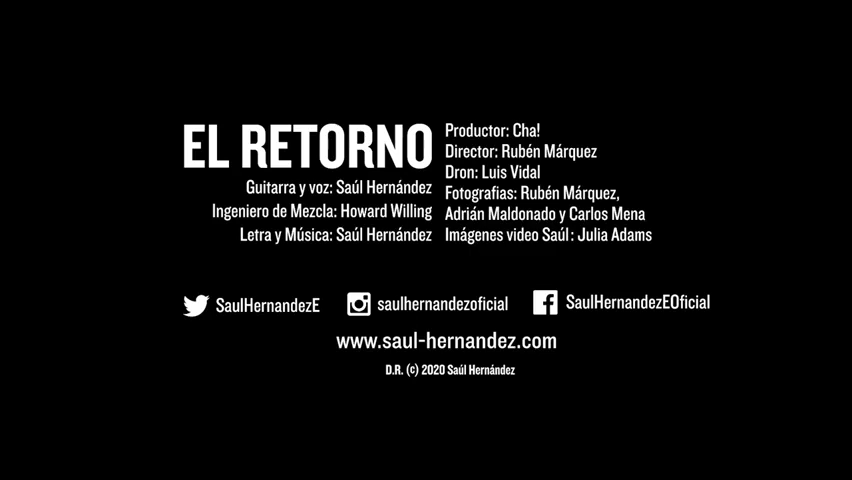 EL RETORNO
Guitarra y voz: Saúl Hernández
Ingeniero de Mezcla: Howard Willing
Letra y Música: Saúl Hernández
Productor: Cha!
Director: Rubén Márquez
Dron: Luis Vidal
Fotografias: Rubén Márquez,
Adrián Maldonado y Carlos Mena
Imágenes video Saúl: Julia Adams
SaulHernandezE
saulhernandezoficial
SaulHernandezEOficial
www.saul-hernandez.com
D.R. (c) 2020 Saúl Hernández